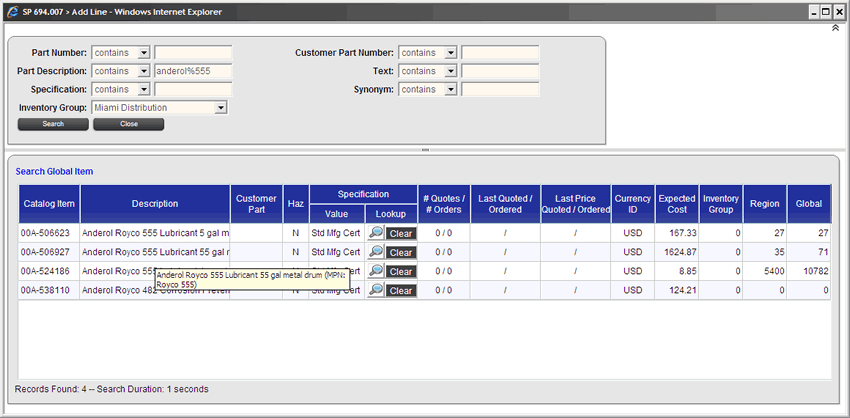 SP 694.007 > Add Line - Windows Internet Explorer
Part Number: contains Customer Part Number: contains
Part Description: contains anderol%555 Text: contains
Specification: contains Synonym: contains
Inventory Group: Miami Distribution
Search Close
Search Global Item
Catalog Item Description Customer Part Haz Specification Value Lookup # Quotes / # Orders Last Quoted / Ordered Last Price Quoted / Ordered Currency ID Expected Cost Inventory Group Region Global
00A-506623 Anderol Royco 555 Lubricant 5 gal m N Std Mfg Cert Clear 0 / 0 / / USD 167.33 0 27 27
00A-506927 Anderol Royco 555 Lubricant 55 gal r N Std Mfg Cert Clear 0 / 0 / / USD 1624.87 0 35 71
00A-524186 Anderol Royco Clear 0 / 0 / / USD 8.85 0 5400 10782
Anderol Royco 555 Lubricant 55 gal metal drum (MPN:
Royco 555)
00A-538110 Anderol Royco 482 N Std Mfg Cert Clear 0 / 0 / / USD 124.21 0 0 0
Records Found: 4 -- Search Duration: 1 seconds